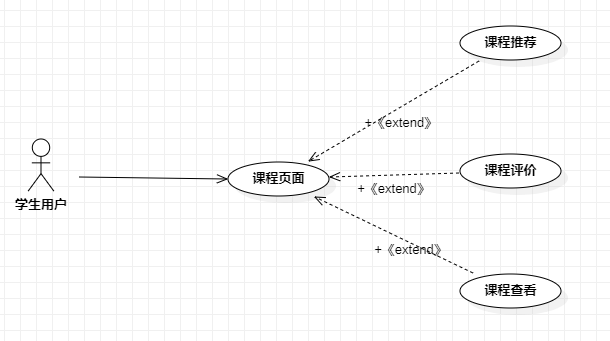 课程推荐
+《extend》
学生用户
课程页面
课程评价
+《extend》
+《extend》
课程查看